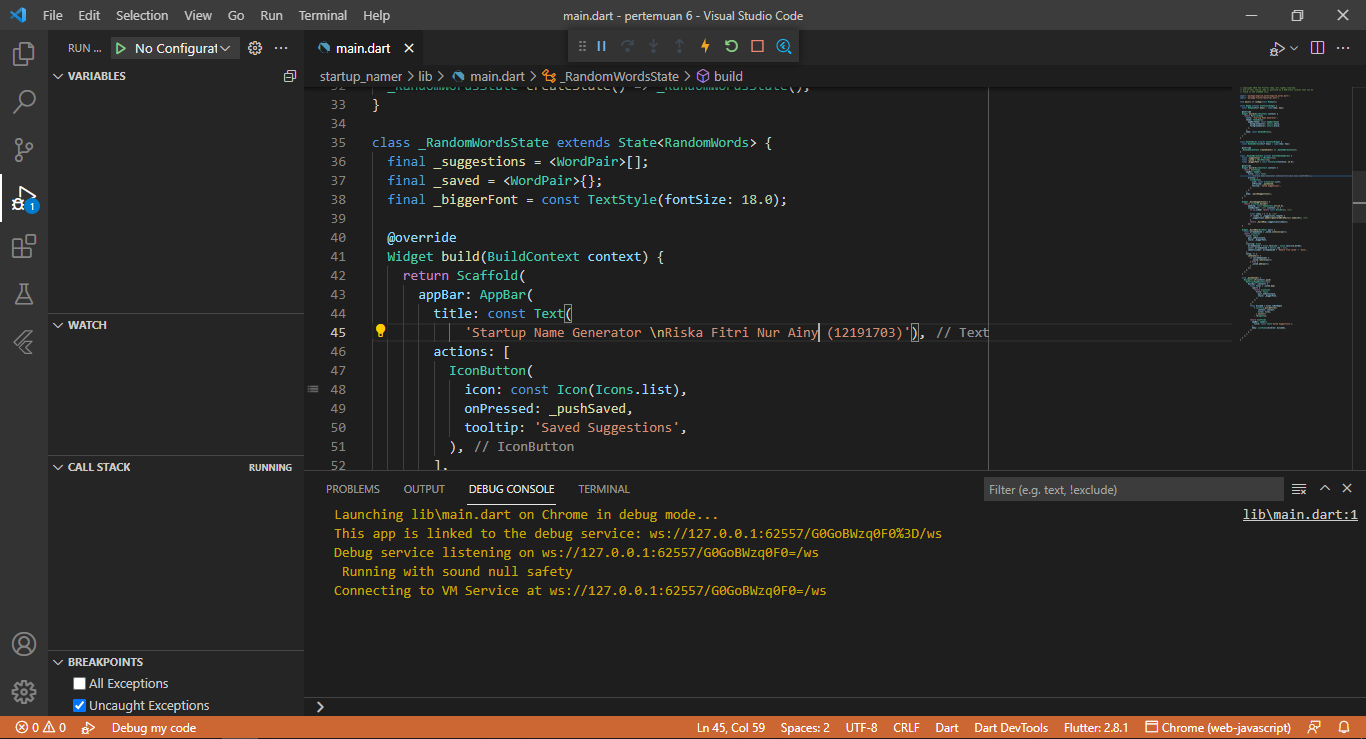 File Edit Selection View Go Run Terminal Help main.dart - pertemuan 6 - Visual Studio Code
RUN ... No Configurat
main.dart
startup_namer > lib > main.dart > _RandomWordsState > build
VARIABLES
WATCH
CALL STACK RUNNING
BREAKPOINTS
All Exceptions
Uncaught Exceptions
1
32 _RandomWordsState createState() => _RandomWordsState();
33 }
34
35 class _RandomWordsState extends State<RandomWords> {
36 final _suggestions = <WordPair>[];
37 final _saved = <WordPair>{};
38 final _biggerFont = const TextStyle(fontSize: 18.0);
39
40 @override
41 Widget build(BuildContext context) {
42 return Scaffold(
43 appBar: AppBar(
44 title: const Text(
45 'Startup Name Generator \nRiska Fitri Nur Ainy (12191703)'), // Text
46 actions: [
47 IconButton(
48 icon: const Icon(Icons.list),
49 onPressed: _pushSaved,
50 tooltip: 'Saved Suggestions',
51 ), // IconButton
52 ],
PROBLEMS OUTPUT DEBUG CONSOLE TERMINAL Filter (e.g. text, !exclude)
Launching lib\main.dart on Chrome in debug mode... lib\main.dart:1
This app is linked to the debug service: ws://127.0.0.1:62557/G0GoBWzq0F0%3D/ws
Debug service listening on ws://127.0.0.1:62557/G0GoBWzq0F0=/ws
Running with sound null safety
Connecting to VM Service at ws://127.0.0.1:62557/G0GoBWzq0F0=/ws
0 0 Debug my code Ln 45, Col 59 Spaces: 2 UTF-8 CRLF Dart Dart DevTools Flutter: 2.8.1 Chrome (web-javascript)